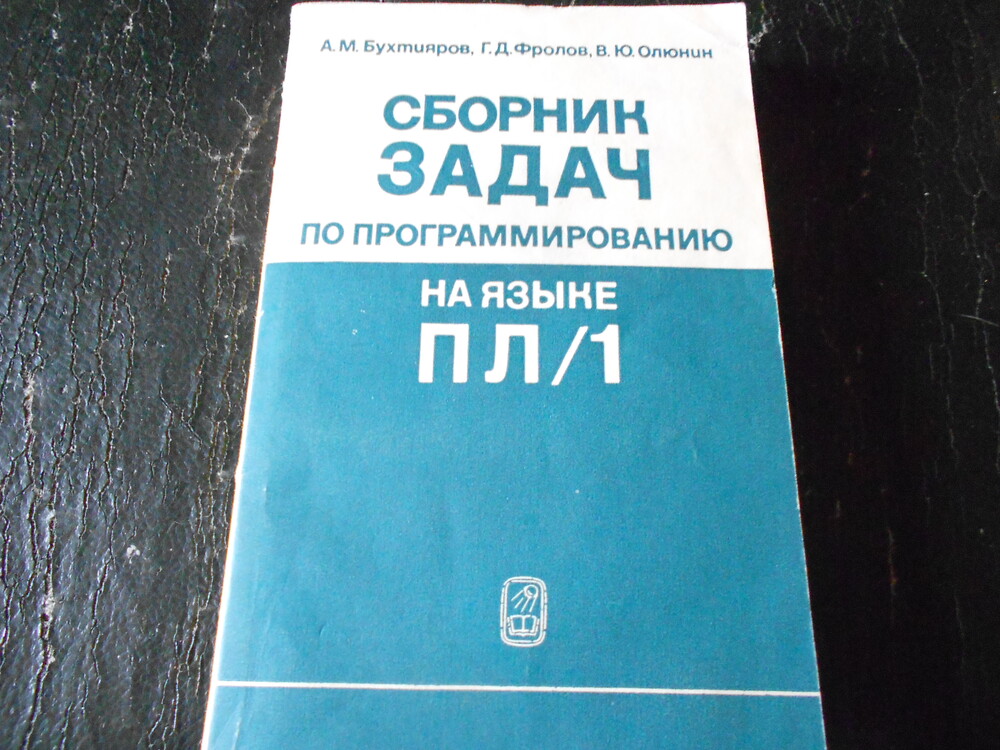 А.М. Бухтияров, Г.Д. Фролов, В.Ю. Олюнин
СБОРНИК
ЗАДАЧ
ПО ПРОГРАММИРОВАНИЮ
НА ЯЗЫКЕ
ПЛ/1